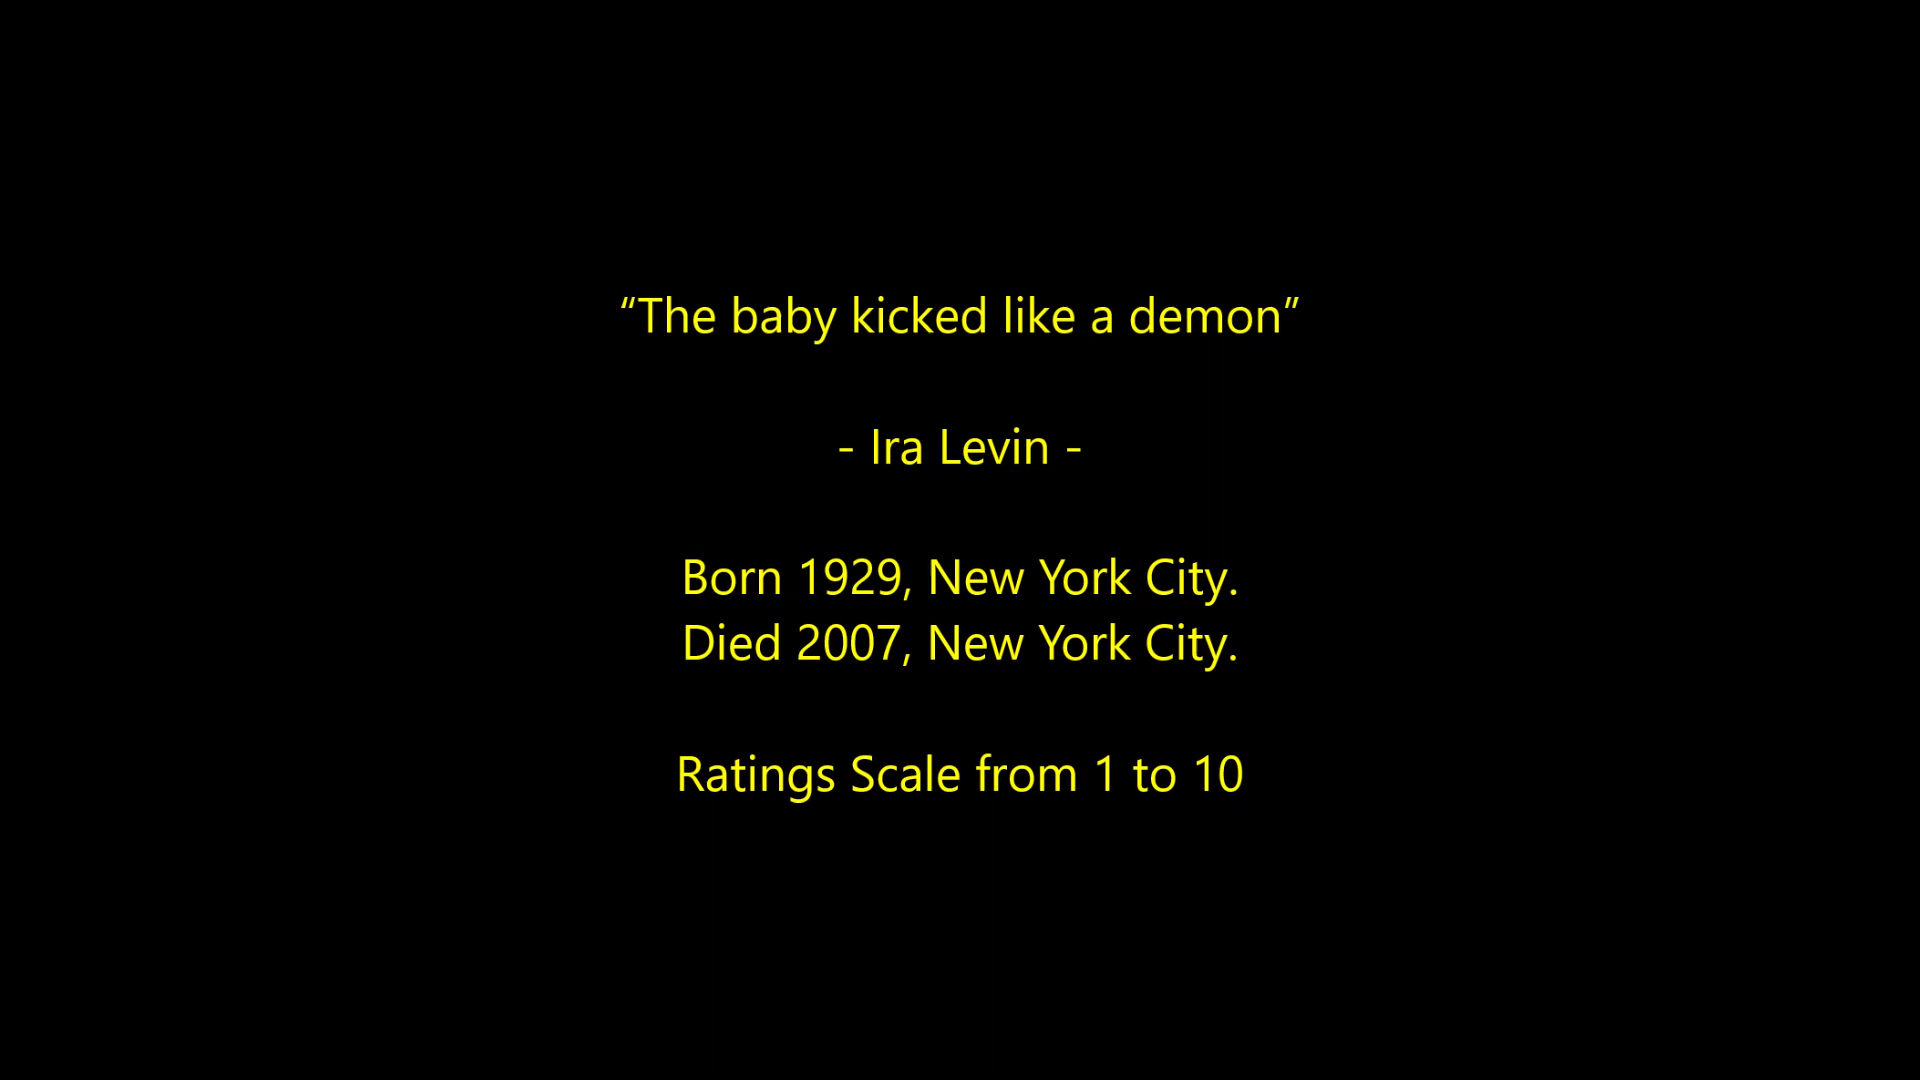 “The baby kicked like a demon”
- Ira Levin -
Born 1929, New York City.
Died 2007, New York City.
Ratings Scale from 1 to 10